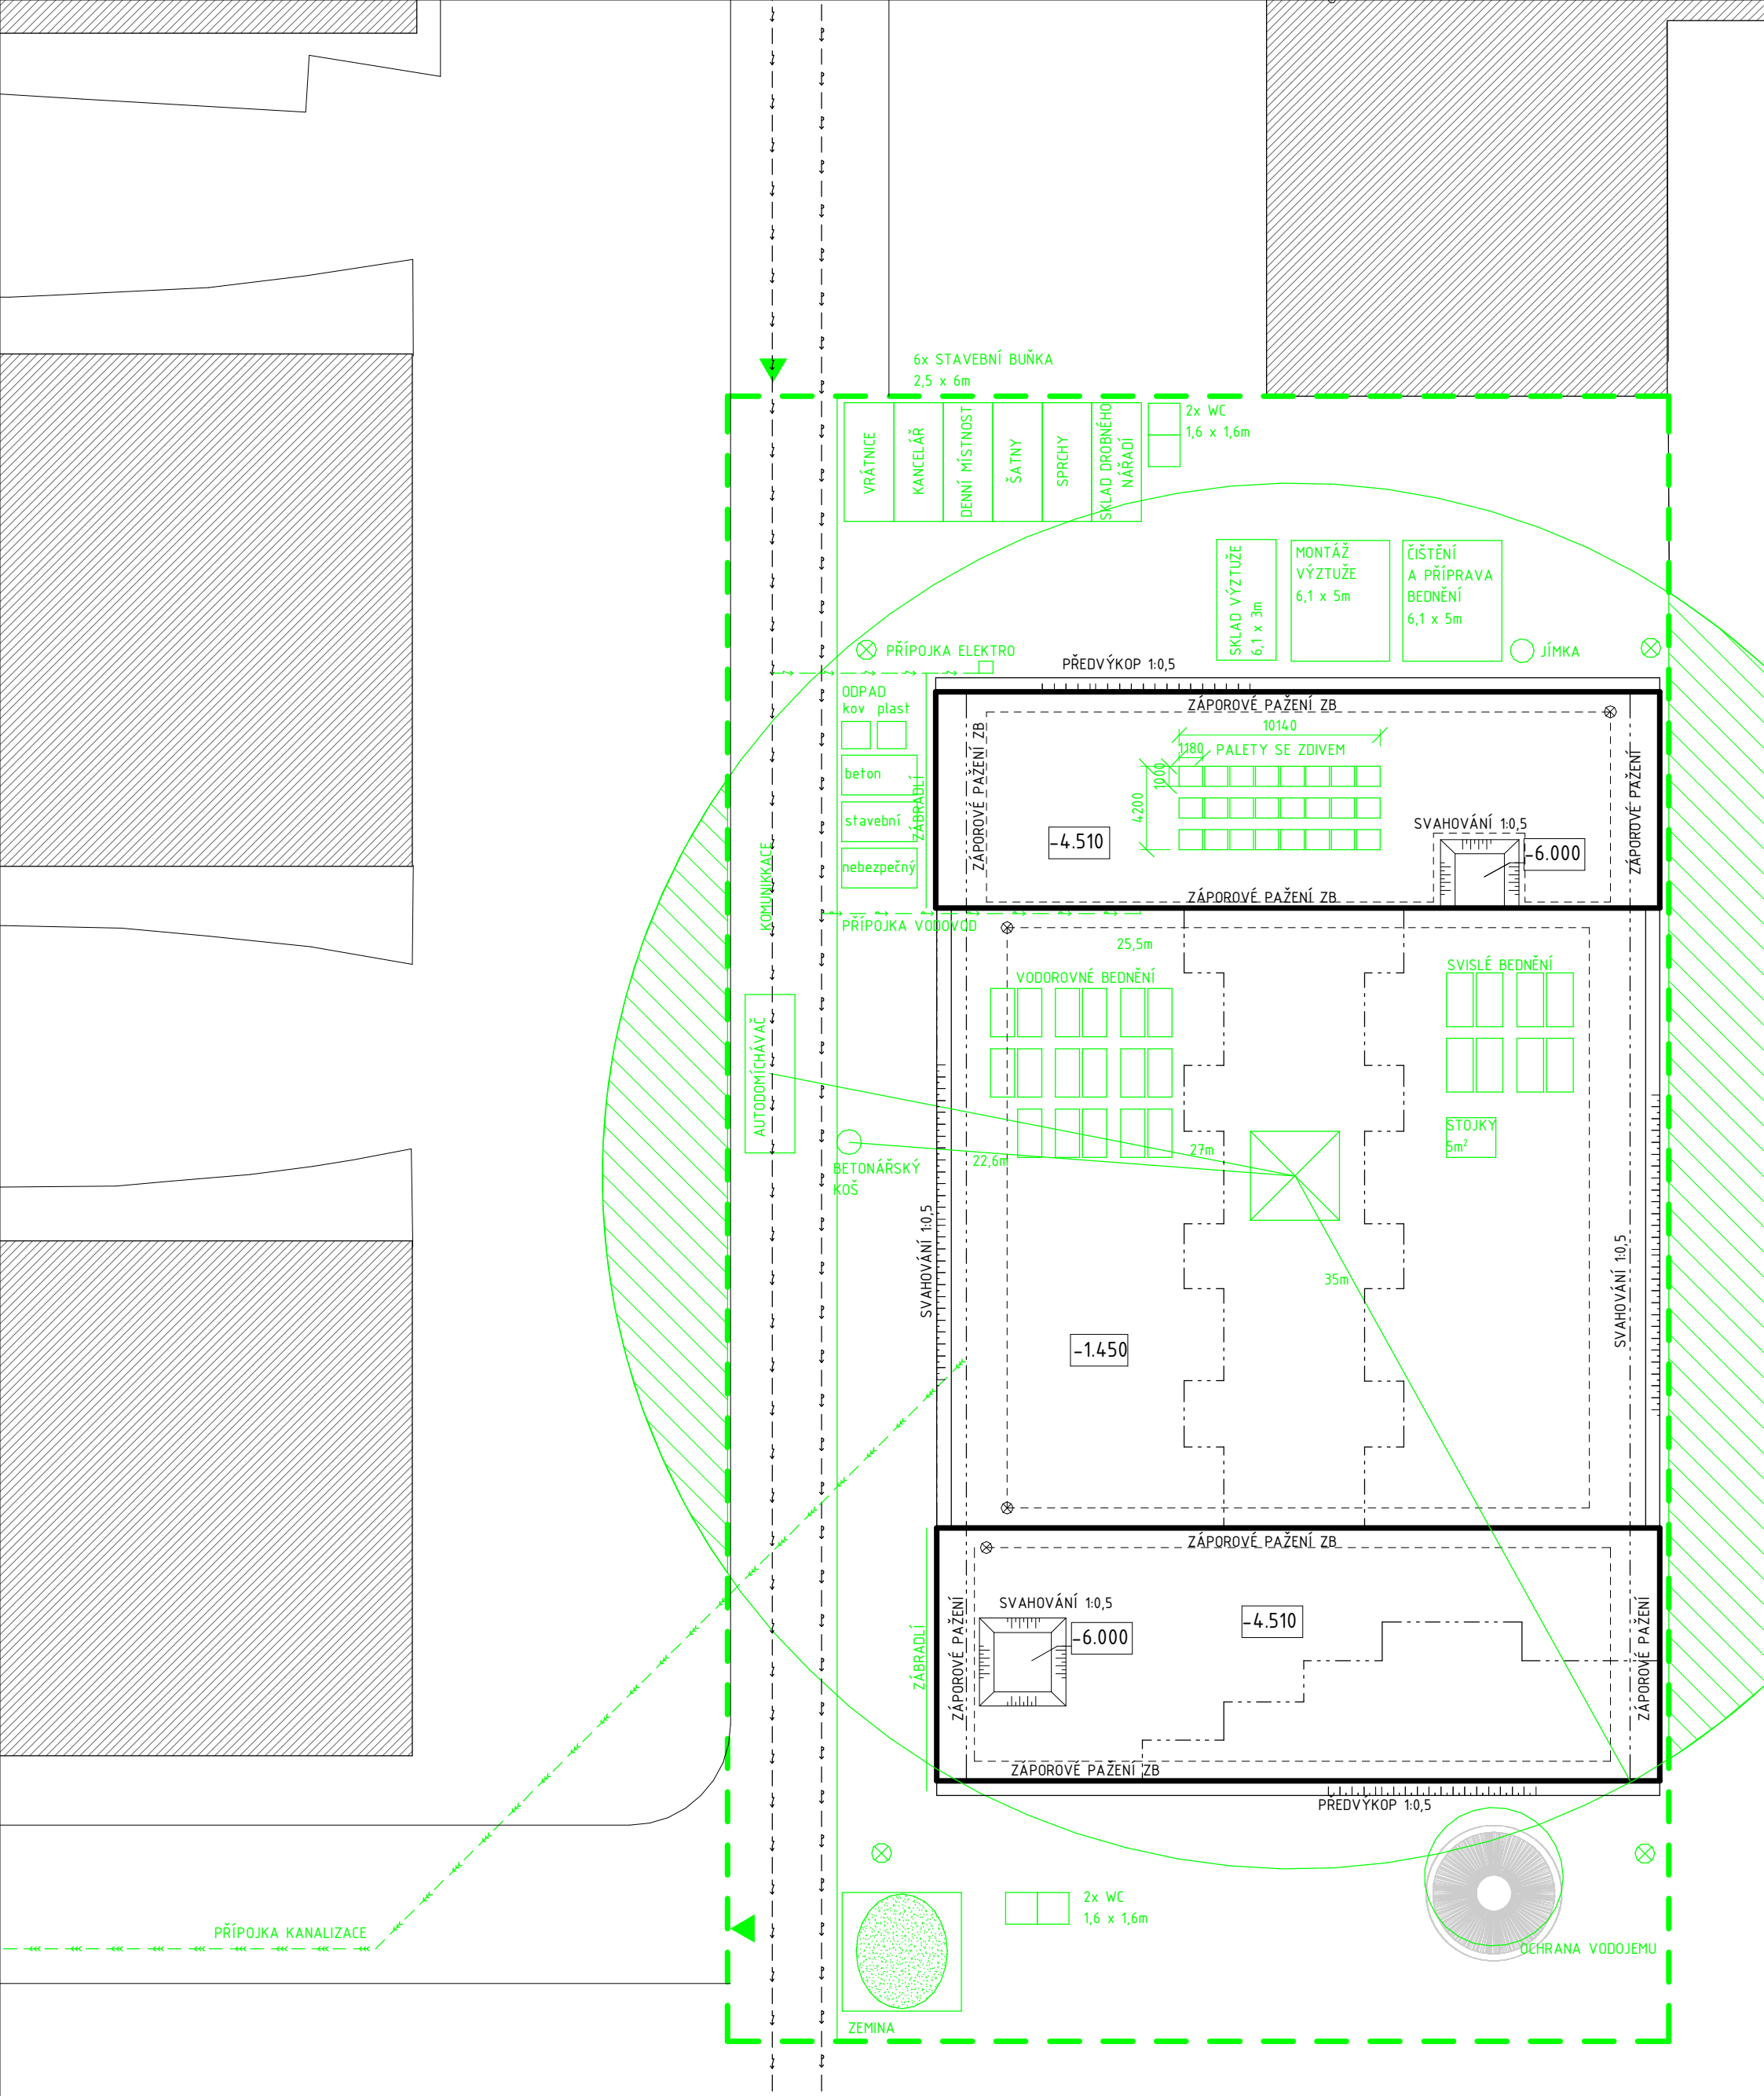 6x STAVEBNÍ BUŇKA
2,5 x 6m
VRÁTNICE
KANCELÁŘ
DENNÍ MÍSTNOST
ŠATNY
SPRCHY
SKLAD DROBNÉHO
NÁŘADÍ
2x WC
1,6 x 1,6m
SKLAD VÝZTUŽE
6,1 x 3m
MONTÁŽ
VÝZTUŽE
6,1 x 5m
ČIŠTĚNÍ
A PŘÍPRAVA
BEDNĚNÍ
6,1 x 5m
JÍMKA
PŘÍPOJKA ELEKTRO
PŘEDVÝKOP 1:0,5
ODPAD
kov plast
beton
stavební
nebezpečný
ZÁBRADLÍ
KOMUNIKKACE
PŘÍPOJKA VODOVOD
ZÁPOROVÉ PAŽENÍ ZB
ZÁPOROVÉ PAŽENÍ ZB
10140
1180
PALETY SE ZDIVEM
1000
4200
-4.510
SVAHOVÁNÍ 1:0,5
-6.000
ZÁPOROVÉ PAŽENÍ
ZÁPOROVÉ PAŽENÍ ZB
25,5m
VODOROVNÉ BEDNĚNÍ
SVISLÉ BEDNĚNÍ
AUTODOMÍCHÁVAČ
BETONÁŘSKÝ
KOŠ
22,6m
27m
STOJKY
5m²
35m
SVAHOVÁNÍ 1:0,5
SVAHOVÁNÍ 1:0,5
-1.450
ZÁPOROVÉ PAŽENÍ ZB
SVAHOVÁNÍ 1:0,5
-6.000
-4.510
ZÁBRADLÍ
ZÁPOROVÉ PAŽENÍ
ZÁPOROVÉ PAŽENÍ
ZÁPOROVÉ PAŽENÍ ZB
PŘEDVÝKOP 1:0,5
PŘÍPOJKA KANALIZACE
2x WC
1,6 x 1,6m
OCHRANA VODOJEMU
ZEMINA